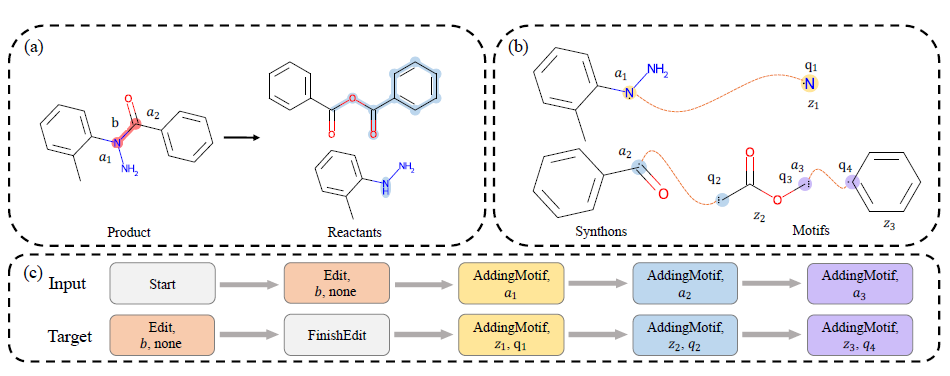 (a)
b
a₂
a₁
O
N
NH₂
Product
O
O
O
NH₂
N
H
Reactants
(b)
a₁
NH₂
N
q₁
N
z₁
a₂
O
q₂
O
O
z₂
a₃
q₃
q₄
z₃
Synthons
Motifs
(c)
Input
Start
Edit,
b, none
AddingMotif,
a₁
AddingMotif,
a₂
AddingMotif,
a₃
Target
Edit,
b, none
FinishEdit
AddingMotif,
z₁, q₁
AddingMotif,
z₂, q₂
AddingMotif,
z₃, q₄